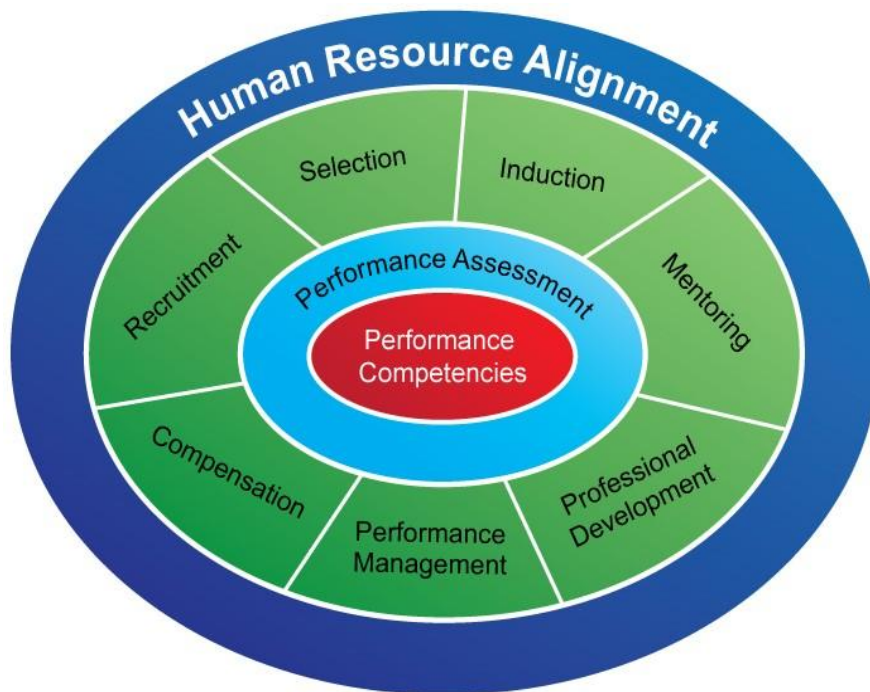 Human Resource Alignment
Selection
Induction
Recruitment
Mentoring
Performance Assessment
Performance
Competencies
Compensation
Performance
Management
Professional
Development